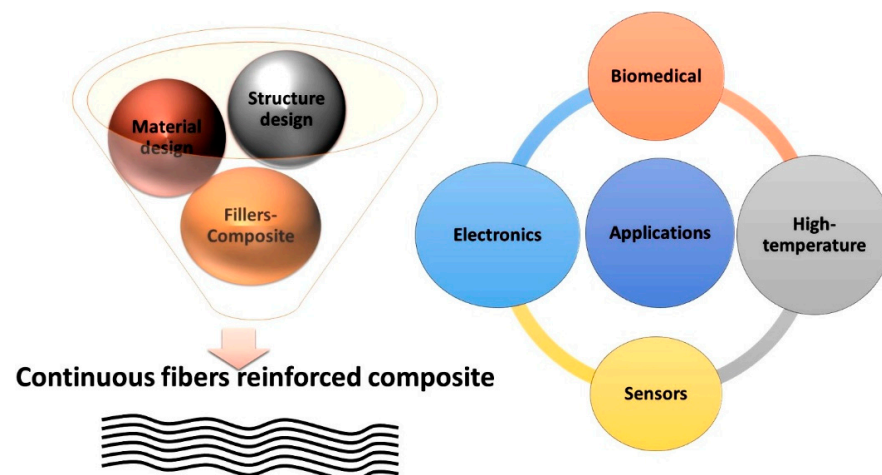 Structure
design
Material
design
Fillers-
Composite
Continuous fibers reinforced composite
Biomedical
Electronics
Applications
High-
temperature
Sensors